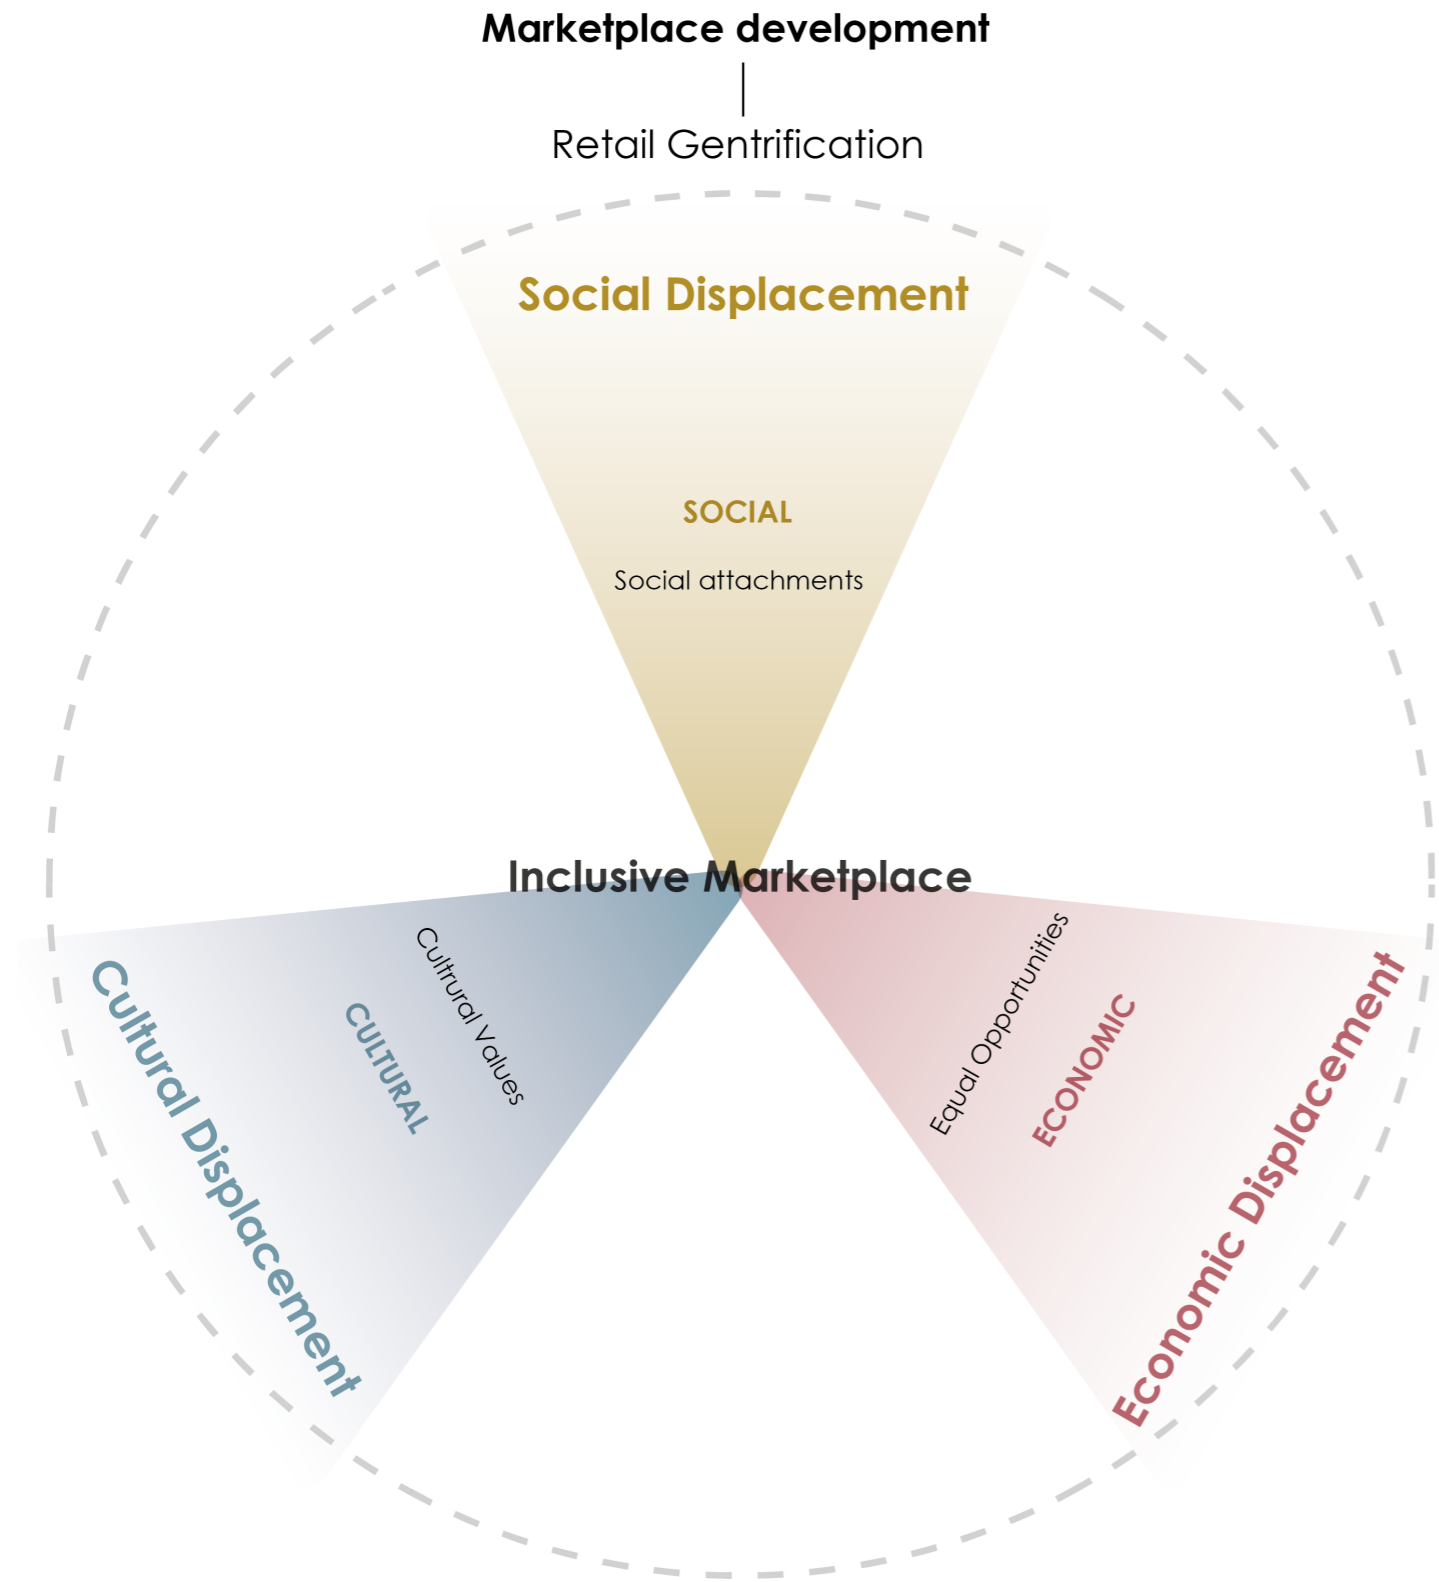 Marketplace development
Retail Gentrification
Social Displacement
SOCIAL
Social attachments
Inclusive Marketplace
Cultrural Values
CULTURAL
Cultural Displacement
Equal Opportunities
ECONOMIC
Economic Displacement